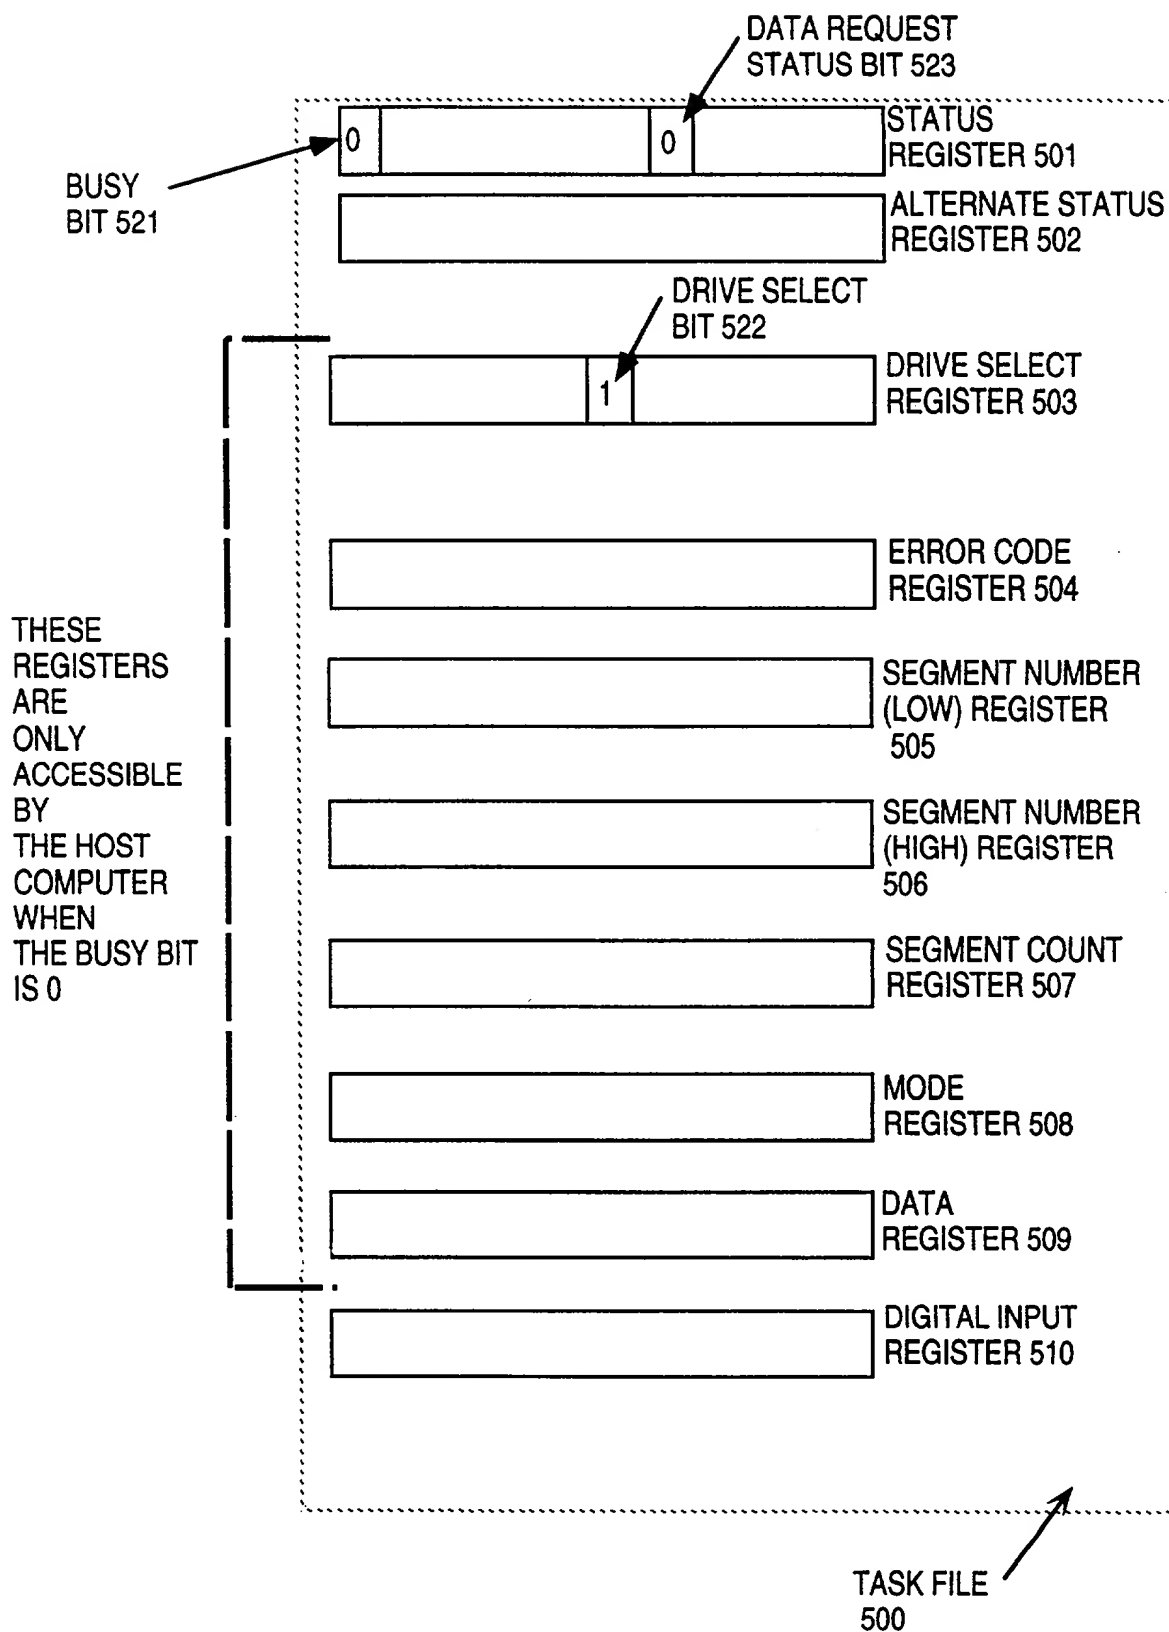 DATA REQUEST
STATUS BIT 523
0
0
STATUS
REGISTER 501
BUSY
BIT 521
ALTERNATE STATUS
REGISTER 502
DRIVE SELECT
BIT 522
1
DRIVE SELECT
REGISTER 503
ERROR CODE
REGISTER 504
THESE
REGISTERS
ARE
ONLY
ACCESSIBLE
BY
THE HOST
COMPUTER
WHEN
THE BUSY BIT
IS 0
SEGMENT NUMBER
(LOW) REGISTER
505
SEGMENT NUMBER
(HIGH) REGISTER
506
SEGMENT COUNT
REGISTER 507
MODE
REGISTER 508
DATA
REGISTER 509
DIGITAL INPUT
REGISTER 510
TASK FILE
500